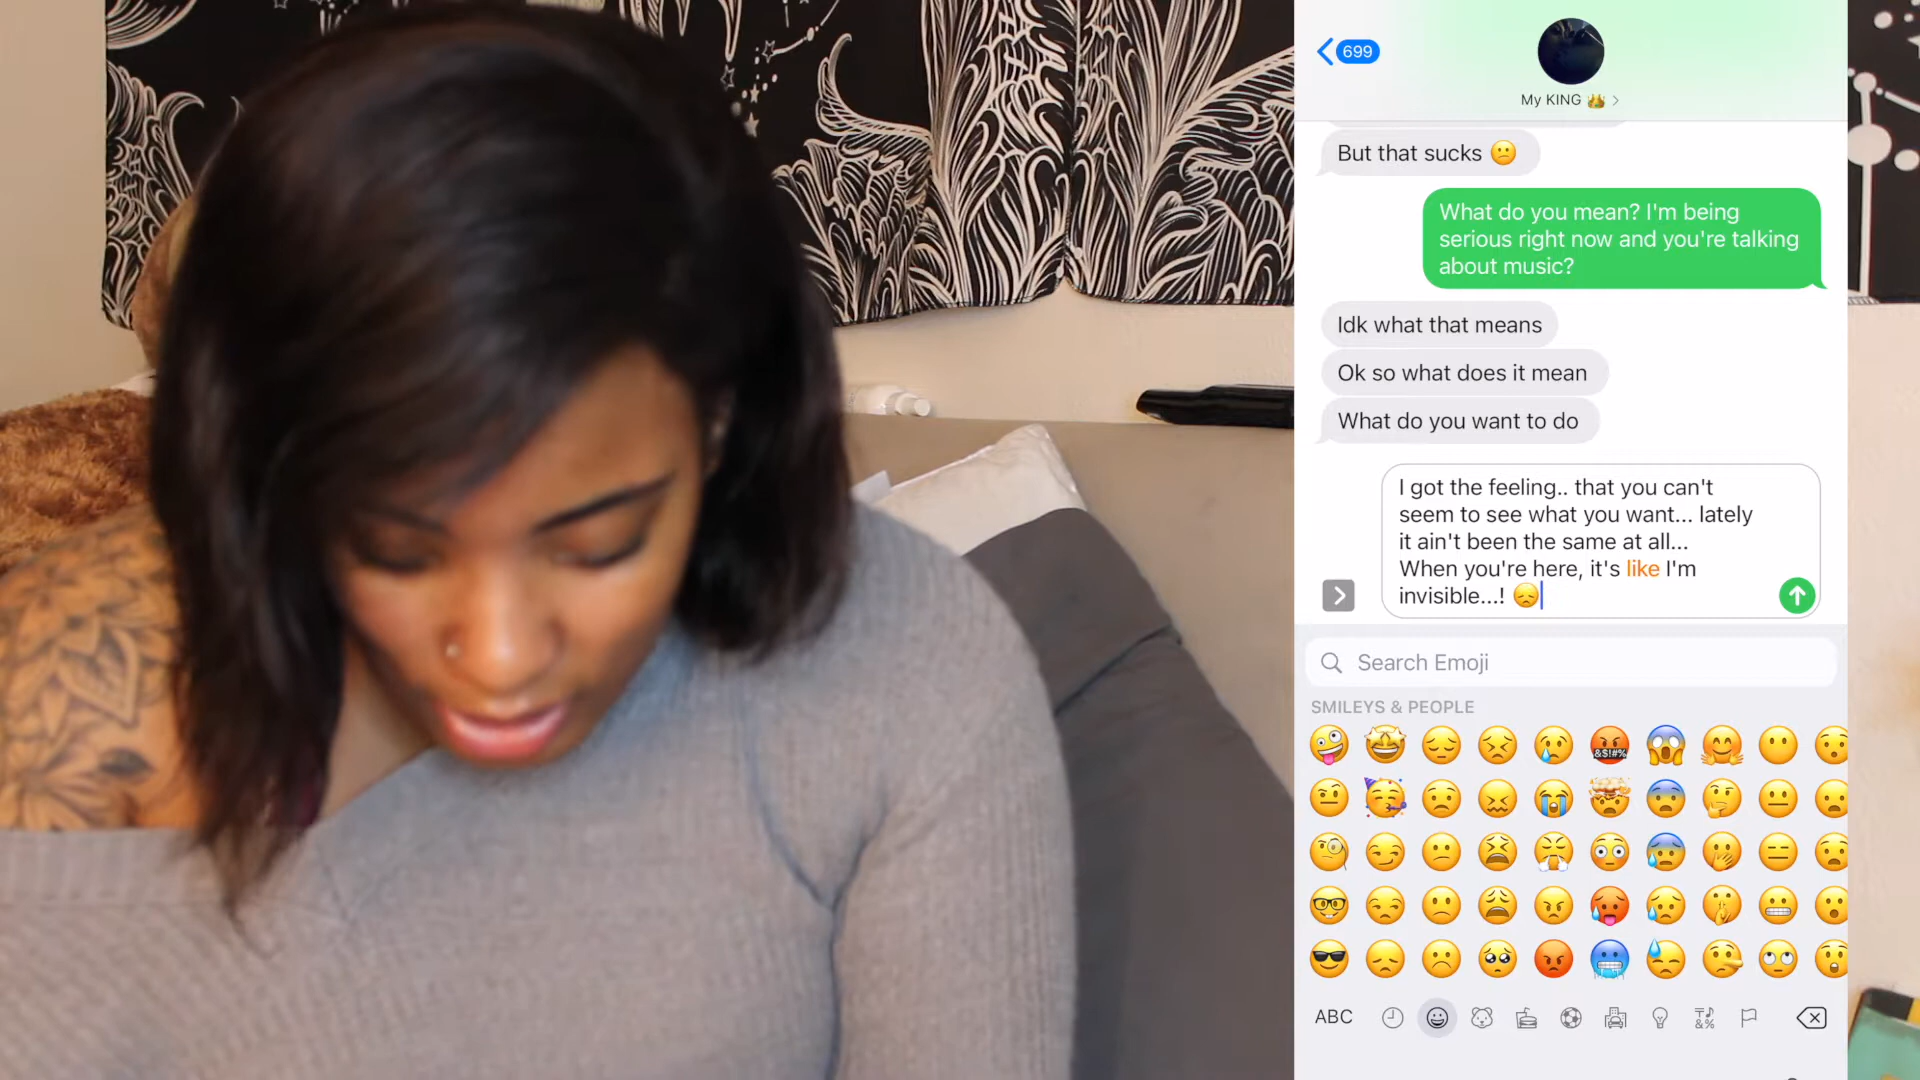 699
My KING 👑
But that sucks 😕
What do you mean? I'm being
serious right now and you're talking
about music?
Idk what that means
Ok so what does it mean
What do you want to do
I got the feeling.. that you can't
seem to see what you want... lately
it ain't been the same at all...
When you're here, it's like I'm
invisible...! 😞
Search Emoji
SMILEYS & PEOPLE
&$!#%
ABC